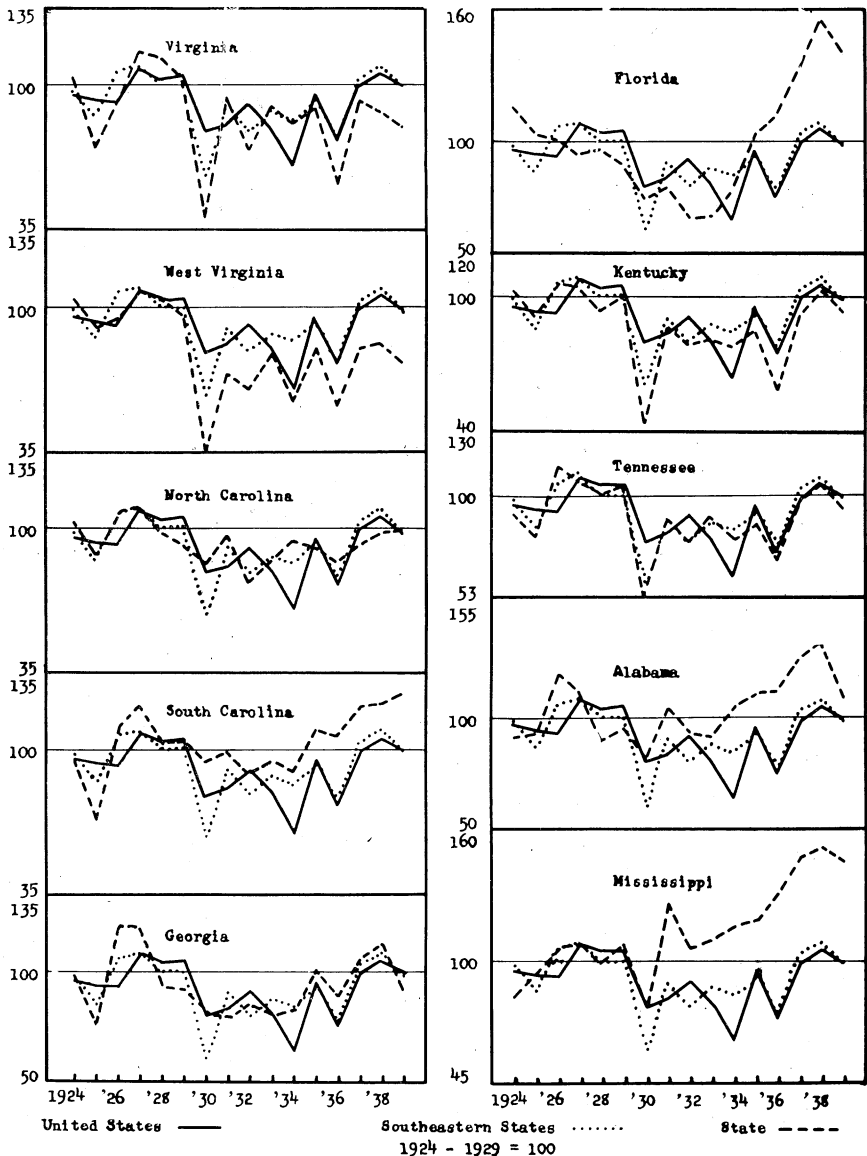 135
Virginia
100
35
135
West Virginia
100
35
135
North Carolina
100
35
135
South Carolina
100
35
135
Georgia
100
50
1924 '26 '28 '30 '32 '34 '36 '38
160
Florida
100
50
120
Kentucky
100
40
130
Tennessee
100
53
155
Alabama
100
50
160
Mississippi
100
45
1924 '26 '28 '30 '32 '34 '36 '38
United States Southeastern States State
1924 - 1929 = 100